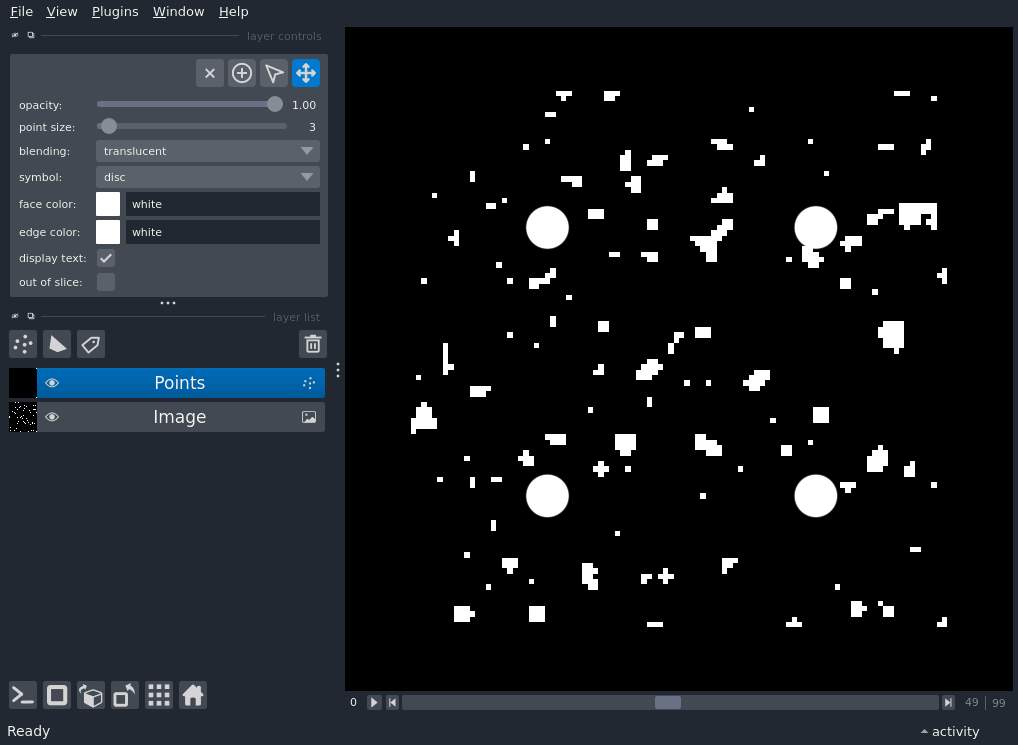 File View Plugins Window Help
layer controls
opacity: 1.00
point size: 3
blending: translucent
symbol: disc
face color: white
edge color: white
display text:
out of slice:
layer list
Points
Image
0 49 | 99
Ready activity